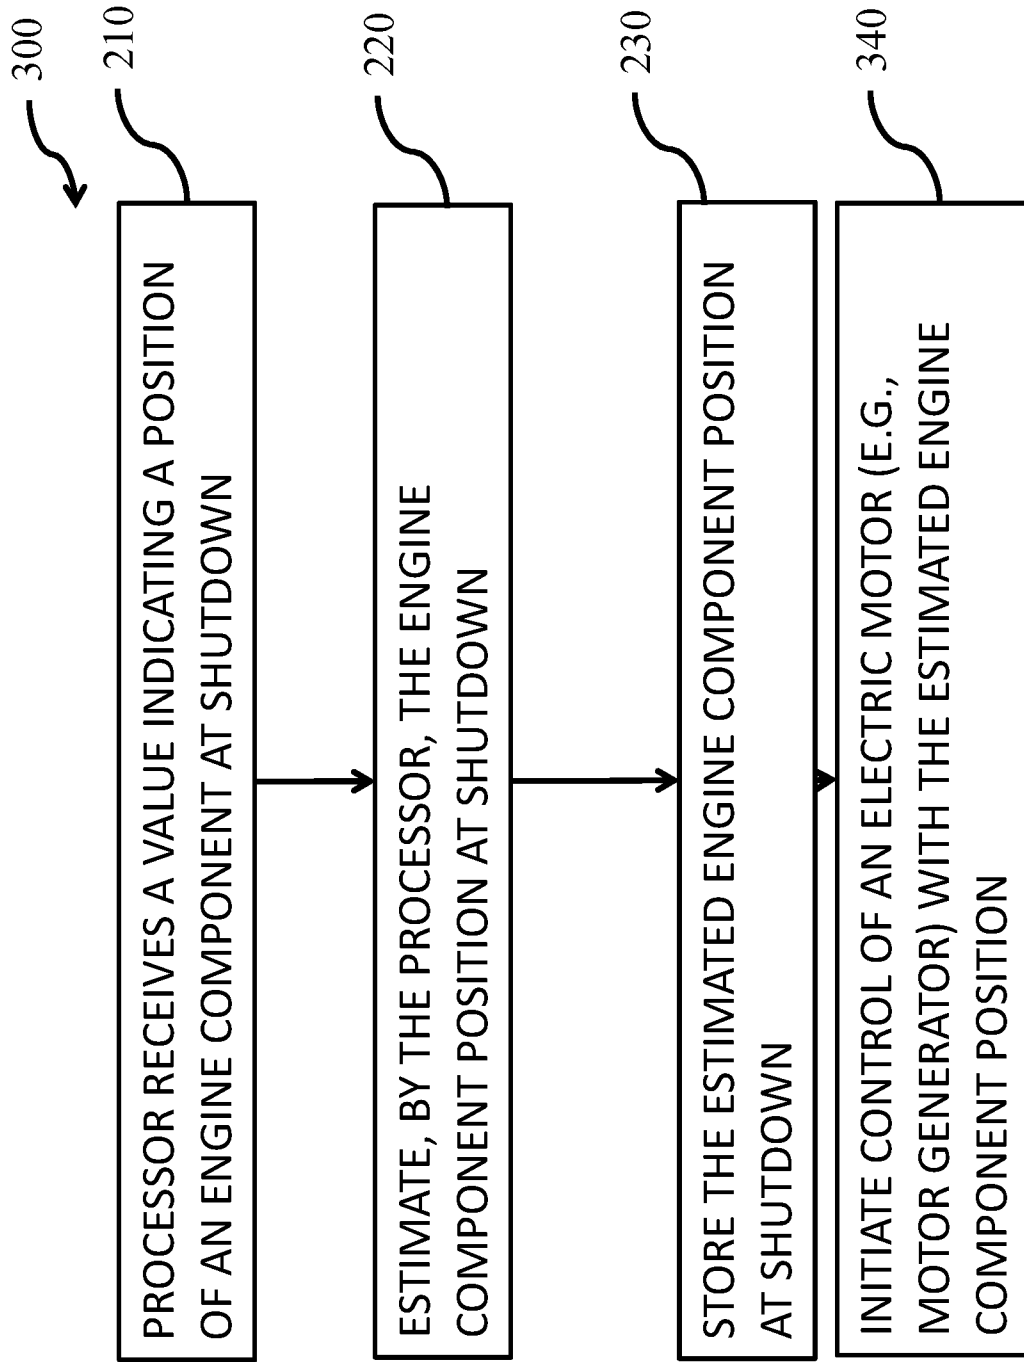 300
210
PROCESSOR RECEIVES A VALUE INDICATING A POSITION
OF AN ENGINE COMPONENT AT SHUTDOWN
220
ESTIMATE, BY THE PROCESSOR, THE ENGINE
COMPONENT POSITION AT SHUTDOWN
230
STORE THE ESTIMATED ENGINE COMPONENT POSITION
AT SHUTDOWN
340
INITIATE CONTROL OF AN ELECTRIC MOTOR (E.G.,
MOTOR GENERATOR) WITH THE ESTIMATED ENGINE
COMPONENT POSITION